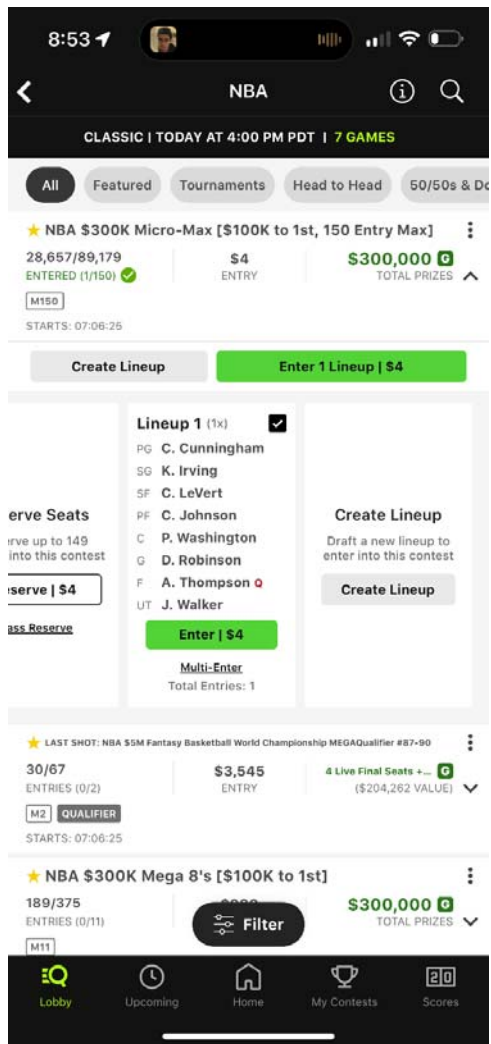 8:53
NBA
CLASSIC | TODAY AT 4:00 PM PDT | 7 GAMES
All Featured Tournaments Head to Head 50/50s & Do
NBA $300K Micro-Max [$100K to 1st, 150 Entry Max]
28,657/89,179 $4 $300,000 G
ENTERED (1/150) ENTRY TOTAL PRIZES
M150
STARTS: 07:06:25
Create Lineup Enter 1 Lineup | $4
erve Seats
erve up to 149
into this contest
eserve | $4
ass Reserve
Lineup 1 (1x)
PG C. Cunningham
SG K. Irving
SF C. LeVert
PF C. Johnson
C P. Washington
G D. Robinson
F A. Thompson Q
UT J. Walker
Enter | $4
Multi-Enter
Total Entries: 1
Create Lineup
Draft a new lineup to
enter into this contest
Create Lineup
LAST SHOT: NBA $5M Fantasy Basketball World Championship MEGAQualifier #87-90
30/67 $3,545 4 Live Final Seats +... G
ENTRIES (0/2) ENTRY ($204,262 VALUE)
M2 QUALIFIER
STARTS: 07:06:25
NBA $300K Mega 8's [$100K to 1st]
189/375 $300,000 G
ENTRIES (0/11) TOTAL PRIZES
M11
Filter
Lobby Upcoming Home My Contests Scores